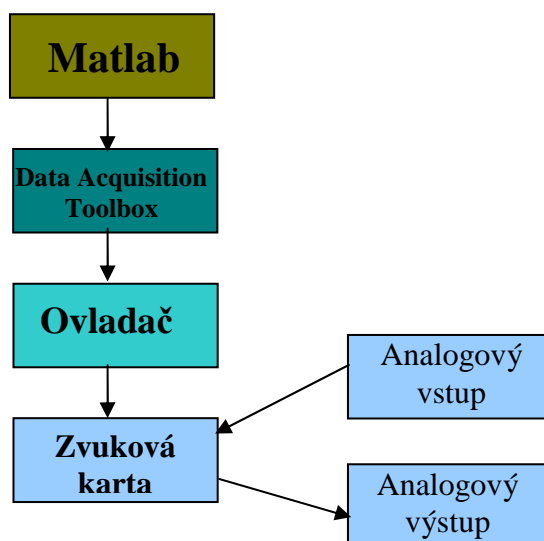 Matlab
Data Acquisition
Toolbox
Ovladač
Analogový
vstup
Zvuková
karta
Analogový
výstup